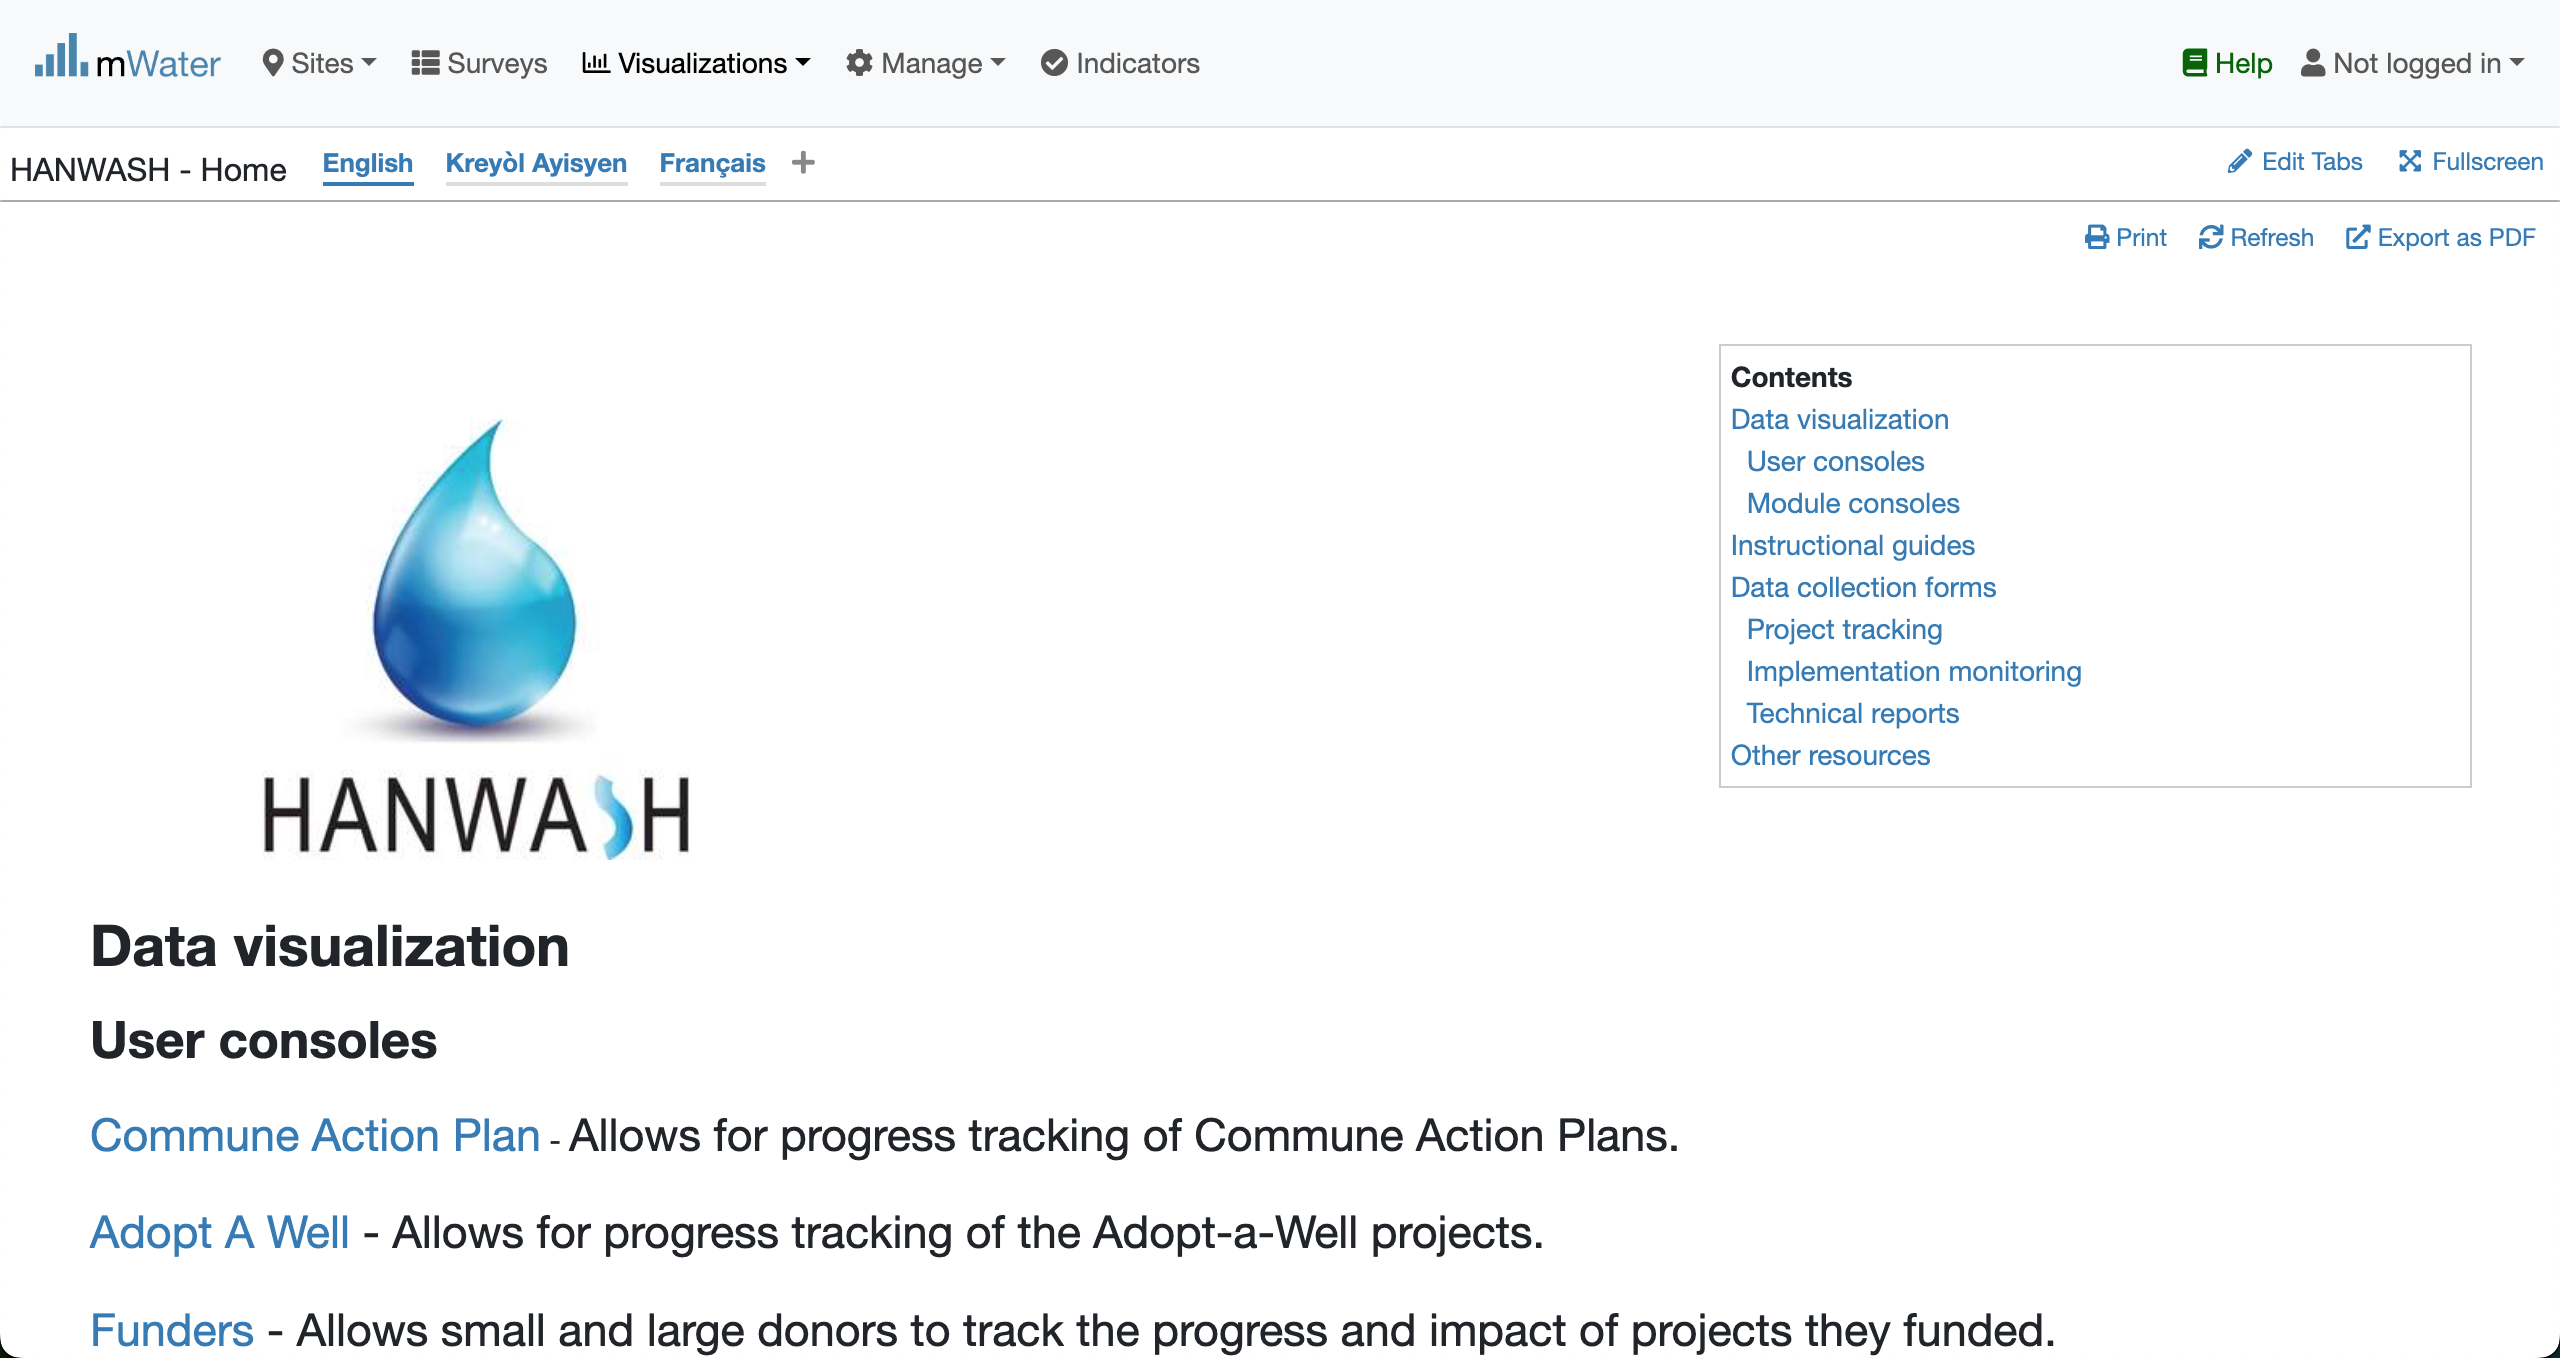 mWater Sites Surveys Visualizations Manage Indicators Help Not logged in
HANWASH - Home English Kreyòl Ayisyen Français + Edit Tabs Fullscreen
Print Refresh Export as PDF
Contents
Data visualization
User consoles
Module consoles
Instructional guides
Data collection forms
Project tracking
Implementation monitoring
Technical reports
Other resources
HANWASH
Data visualization
User consoles
Commune Action Plan - Allows for progress tracking of Commune Action Plans.
Adopt A Well - Allows for progress tracking of the Adopt-a-Well projects.
Funders - Allows small and large donors to track the progress and impact of projects they funded.